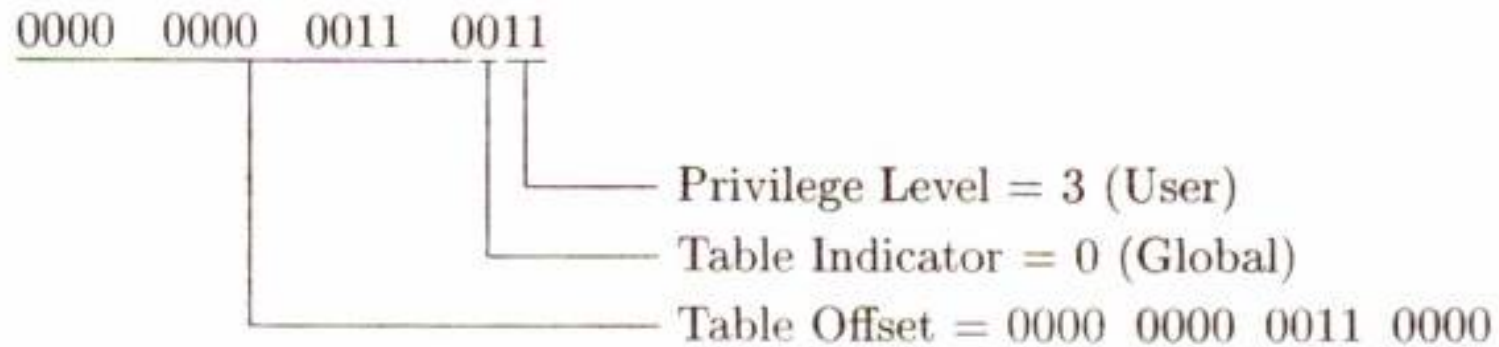 0000 0000 0011 0011
Privilege Level = 3 (User)
Table Indicator = 0 (Global)
Table Offset = 0000 0000 0011 0000